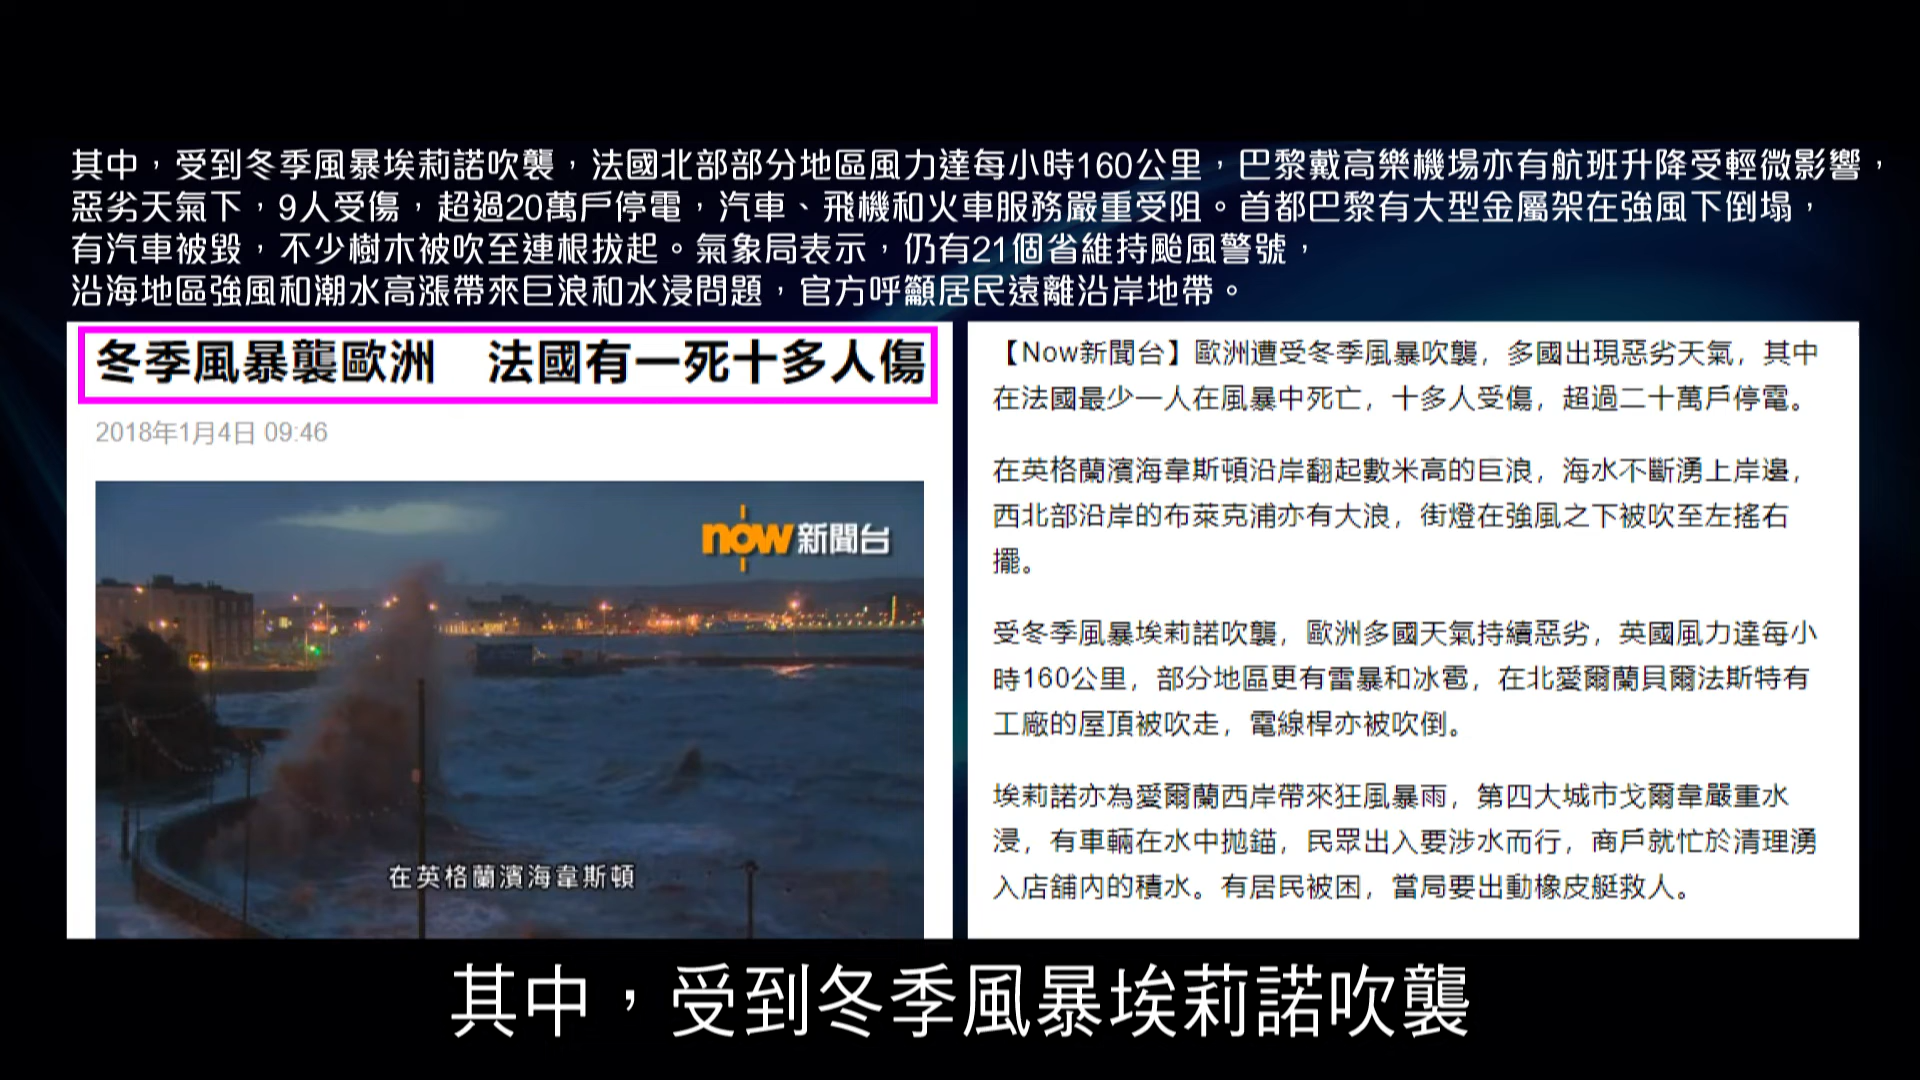 其中，受到冬季風暴埃莉諾吹襲，法國北部部分地區風力達每小時160公里，巴黎戴高樂機場亦有航班升降受輕微影響，
惡劣天氣下，9人受傷，超過20萬戶停電，汽車、飛機和火車服務嚴重受阻。首都巴黎有大型金屬架在強風下倒塌，
有汽車被毀，不少樹木被吹至連根拔起。氣象局表示，仍有21個省維持颱風警號，
沿海地區強風和潮水高漲帶來巨浪和水浸問題，官方呼籲居民遠離沿岸地帶。
冬季風暴襲歐洲　法國有一死十多人傷
2018年1月4日 09:46
now新聞台
在英格蘭濱海韋斯頓
【Now新聞台】歐洲遭受冬季風暴吹襲，多國出現惡劣天氣，其中
在法國最少一人在風暴中死亡，十多人受傷，超過二十萬戶停電。
在英格蘭濱海韋斯頓沿岸翻起數米高的巨浪，海水不斷湧上岸邊，
西北部沿岸的布萊克浦亦有大浪，街燈在強風之下被吹至左搖右
擺。
受冬季風暴埃莉諾吹襲，歐洲多國天氣持續惡劣，英國風力達每小
時160公里，部分地區更有雷暴和冰雹，在北愛爾蘭貝爾法斯特有
工廠的屋頂被吹走，電線桿亦被吹倒。
埃莉諾亦為愛爾蘭西岸帶來狂風暴雨，第四大城市戈爾韋嚴重水
浸，有車輛在水中拋錨，民眾出入要涉水而行，商戶就忙於清理湧
入店舖內的積水。有居民被困，當局要出動橡皮艇救人。
其中，受到冬季風暴埃莉諾吹襲